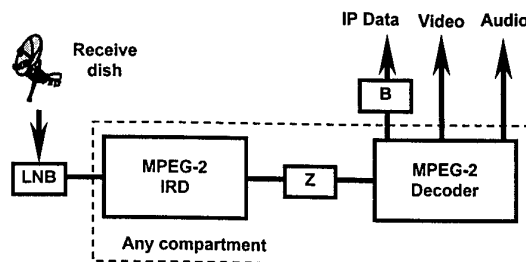 IP Data Video Audio
Receive
dish
B
LNB
MPEG-2
IRD
Z
MPEG-2
Decoder
Any compartment